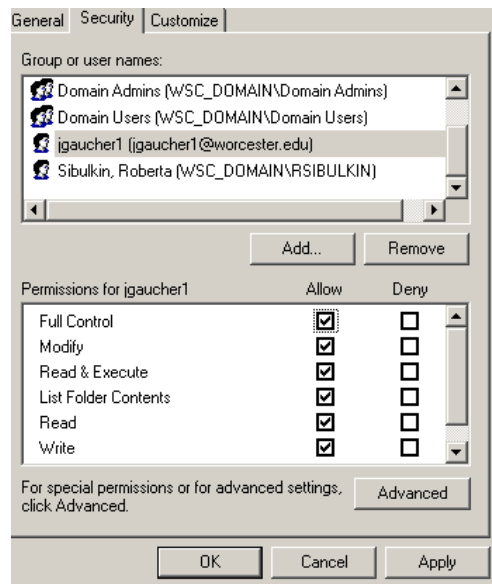 General Security Customize
Group or user names:
Domain Admins (WSC_DOMAIN\Domain Admins)
Domain Users (WSC_DOMAIN\Domain Users)
jgaucher1 (jgaucher1@worcester.edu)
Sibulkin, Roberta (WSC_DOMAIN\RSIBULKIN)
Add... Remove
Permissions for jgaucher1 Allow Deny
Full Control
Modify
Read & Execute
List Folder Contents
Read
Write
For special permissions or for advanced settings, Advanced
click Advanced.
OK Cancel Apply